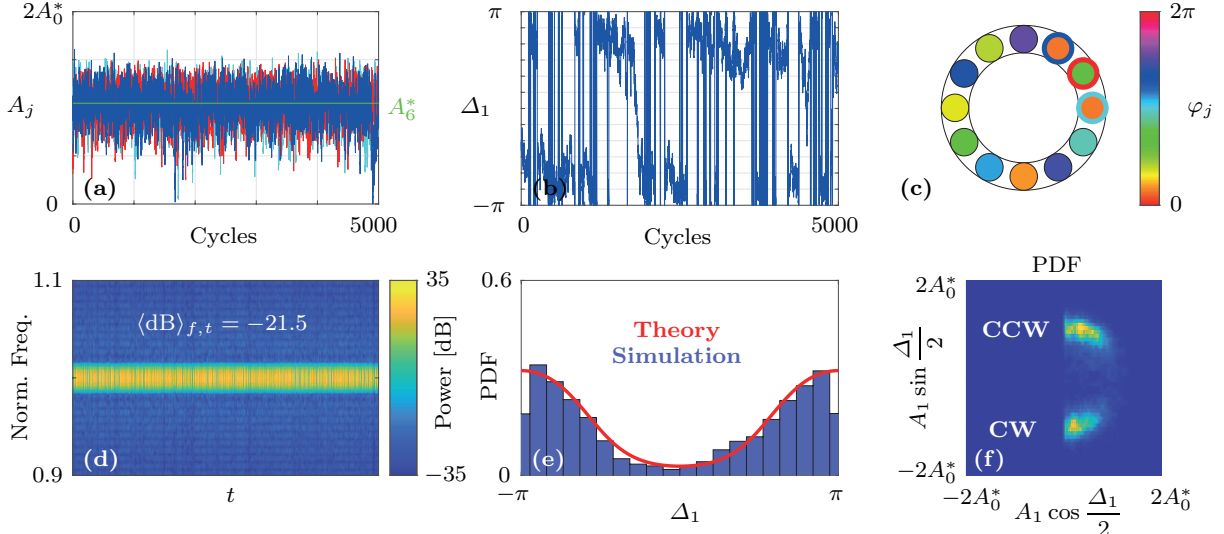 2A₀*
A_j
0
A₆*
(a)
0
5000
Cycles
π
Δ₁
−π
(b)
0
5000
Cycles
(c)
2π
φ_j
0
1.1
Norm. Freq.
0.9
⟨dB⟩_{f,t} = −21.5
(d)
t
35
Power [dB]
−35
0.6
PDF
0
Theory
Simulation
(e)
−π
π
Δ₁
PDF
2A₀*
A₁ sin Δ₁/2
−2A₀*
CCW
CW
(f)
−2A₀*
2A₀*
A₁ cos Δ₁/2